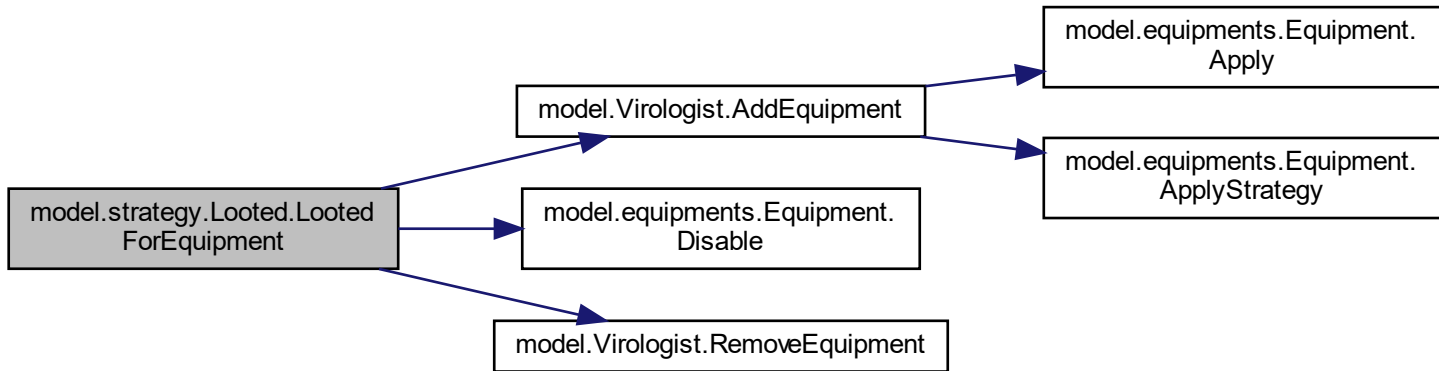 model.equipments.Equipment.
Apply
model.Virologist.AddEquipment
model.equipments.Equipment.
ApplyStrategy
model.strategy.Looted.Looted
ForEquipment
model.equipments.Equipment.
Disable
model.Virologist.RemoveEquipment